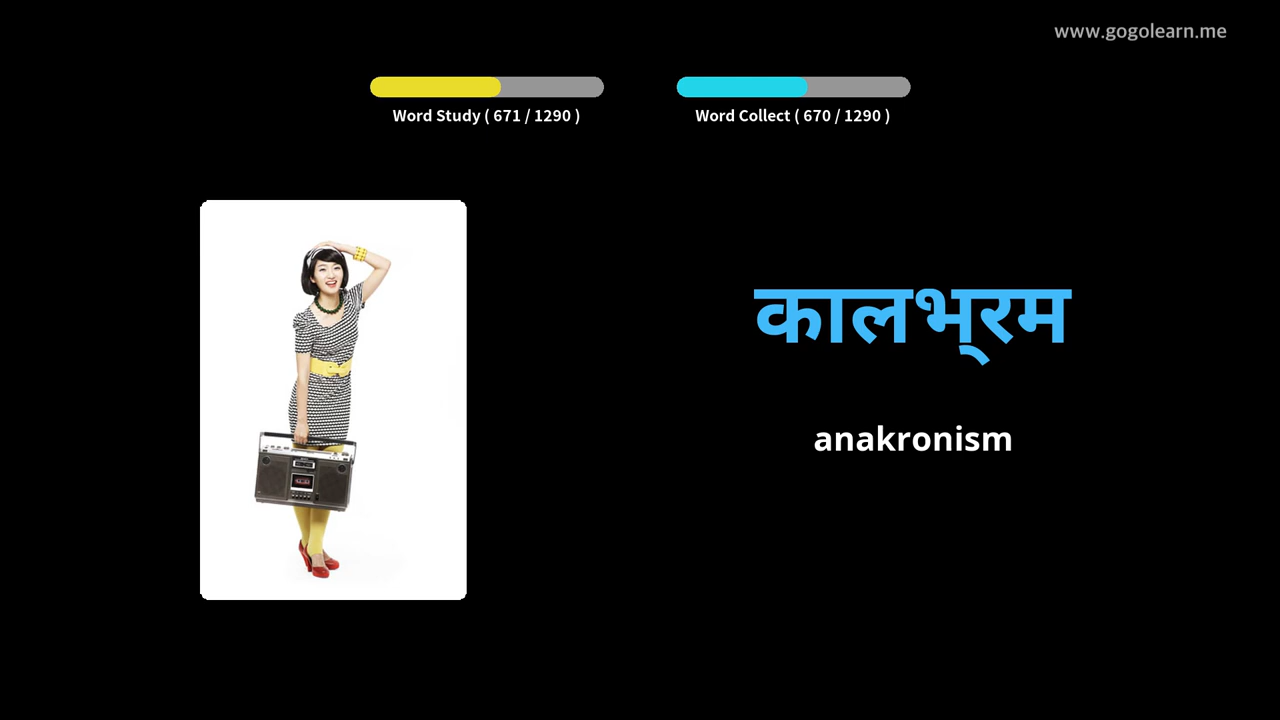 www.gogolearn.me
Word Study ( 671 / 1290 )
Word Collect ( 670 / 1290 )
कालभ्रम
anakronism